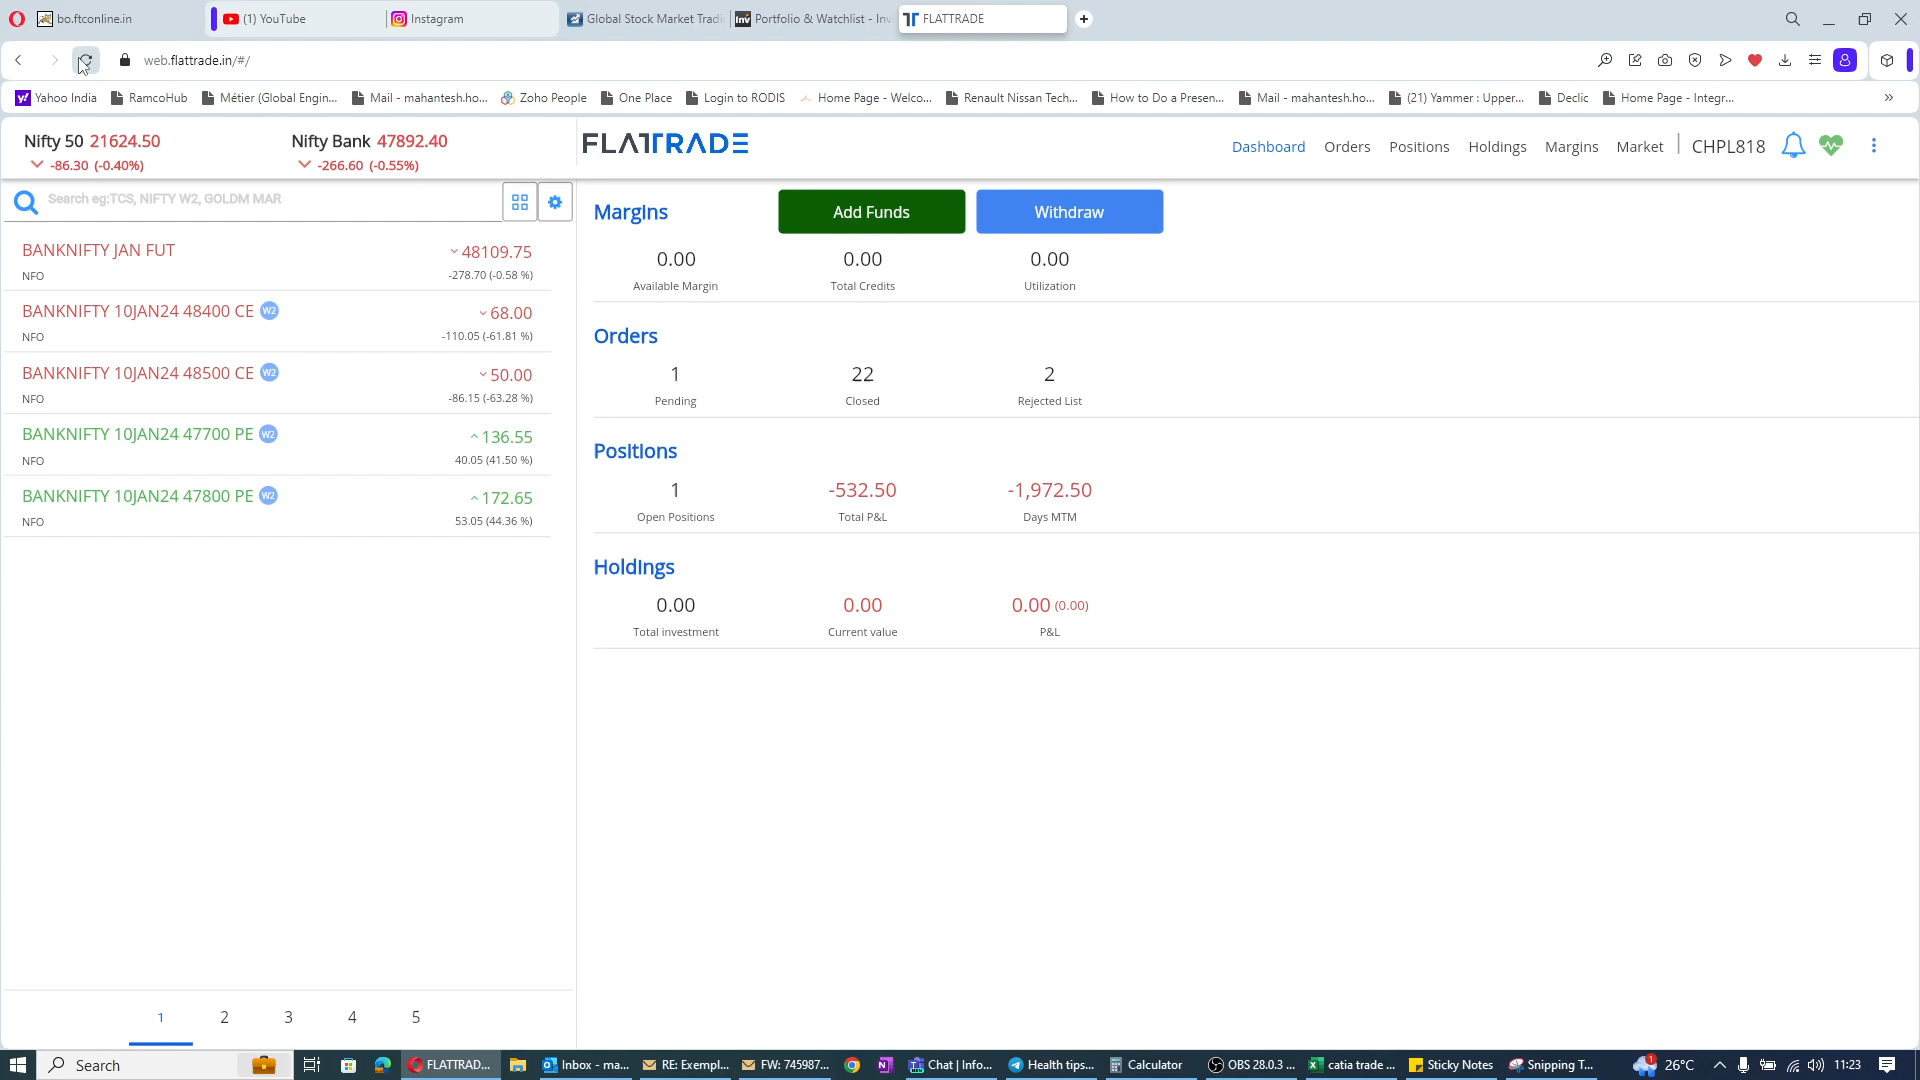 bo.ftconline.in
(1) YouTube
Instagram
Global Stock Market Tradi
Portfolio & Watchlist - Inv
FLATTRADE
web.flattrade.in/#/
Yahoo India
RamcoHub
Métier (Global Engin...
Mail - mahantesh.ho...
Zoho People
One Place
Login to RODIS
Home Page - Welco...
Renault Nissan Tech...
How to Do a Presen...
Mail - mahantesh.ho...
(21) Yammer : Upper...
Declic
Home Page - Integr...
Nifty 50 21624.50
-86.30 (-0.40%)
Nifty Bank 47892.40
-266.60 (-0.55%)
FLATTRADE
Dashboard
Orders
Positions
Holdings
Margins
Market
CHPL818
Search eg:TCS, NIFTY W2, GOLDM MAR
BANKNIFTY JAN FUT
48109.75
NFO
-278.70 (-0.58 %)
BANKNIFTY 10JAN24 48400 CE W2
68.00
NFO
-110.05 (-61.81 %)
BANKNIFTY 10JAN24 48500 CE W2
50.00
NFO
-86.15 (-63.28 %)
BANKNIFTY 10JAN24 47700 PE W2
136.55
NFO
40.05 (41.50 %)
BANKNIFTY 10JAN24 47800 PE W2
172.65
NFO
53.05 (44.36 %)
1 2 3 4 5
Margins
Add Funds
Withdraw
0.00
0.00
0.00
Available Margin
Total Credits
Utilization
Orders
1
22
2
Pending
Closed
Rejected List
Positions
1
-532.50
-1,972.50
Open Positions
Total P&L
Days MTM
Holdings
0.00
0.00
0.00 (0.00)
Total investment
Current value
P&L
Search
FLATTRAD...
Inbox - ma...
RE: Exempl...
FW: 745987...
Chat | Info...
Health tips...
Calculator
OBS 28.0.3 ...
catia trade ...
Sticky Notes
Snipping T...
1
26°C
11:23